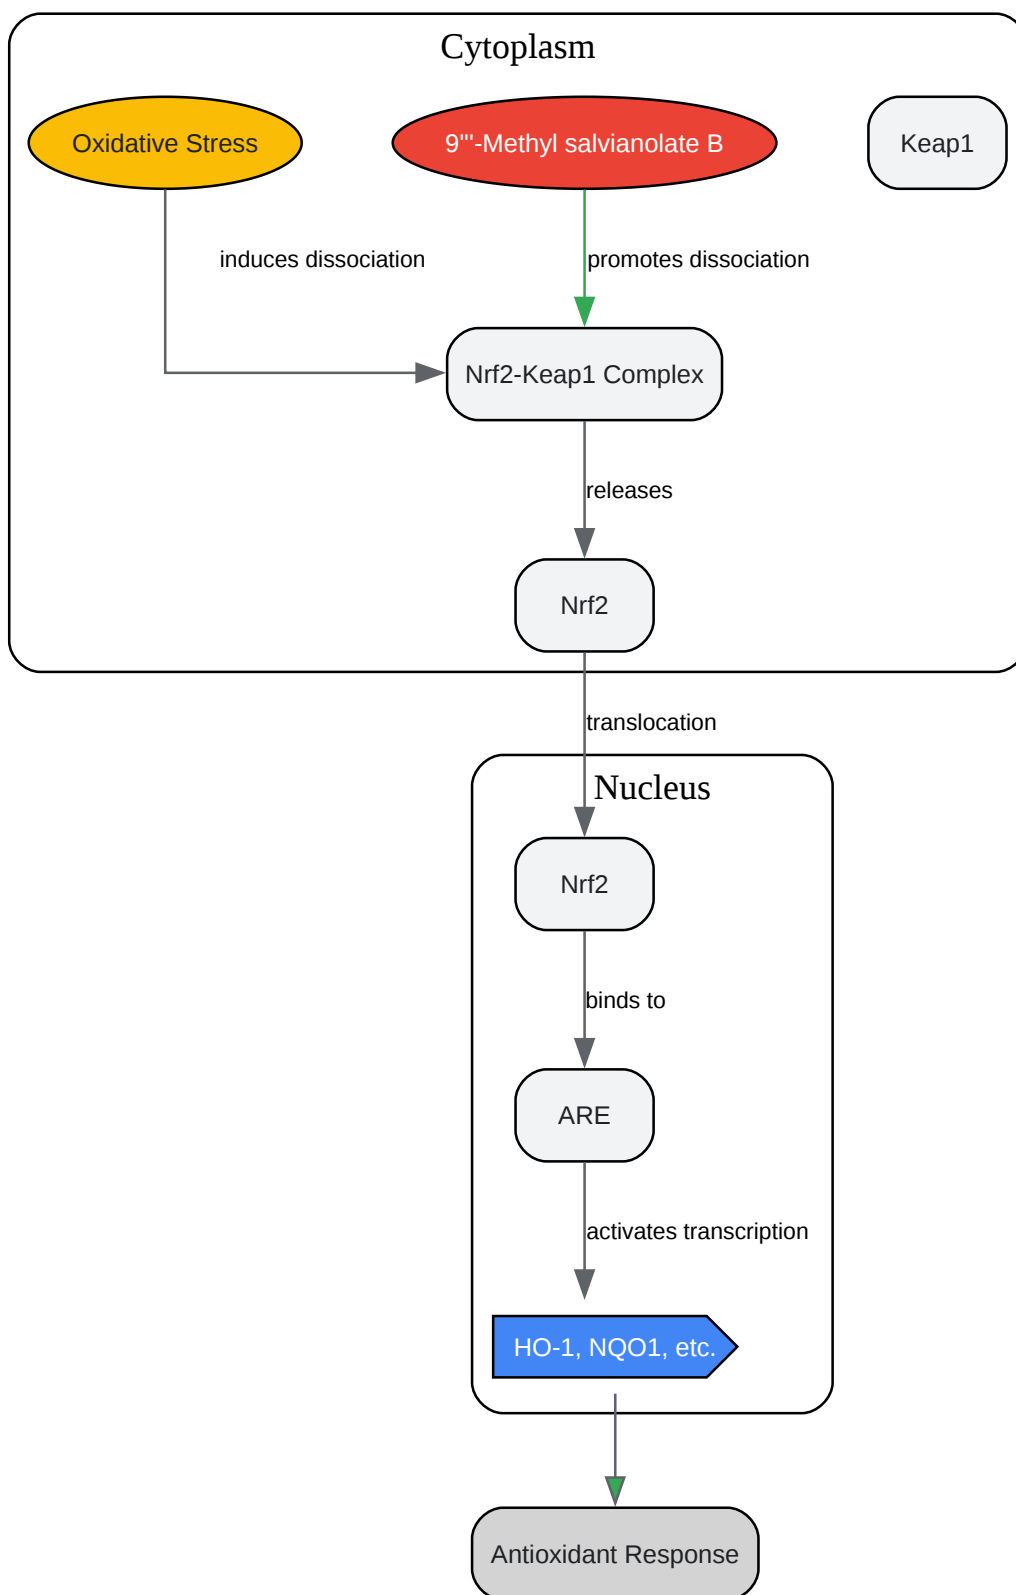 Cytoplasm
Oxidative Stress
9'''-Methyl salvianolate B
Keap1
induces dissociation
promotes dissociation
Nrf2-Keap1 Complex
releases
Nrf2
translocation
Nucleus
Nrf2
binds to
ARE
activates transcription
HO-1, NQO1, etc.
Antioxidant Response